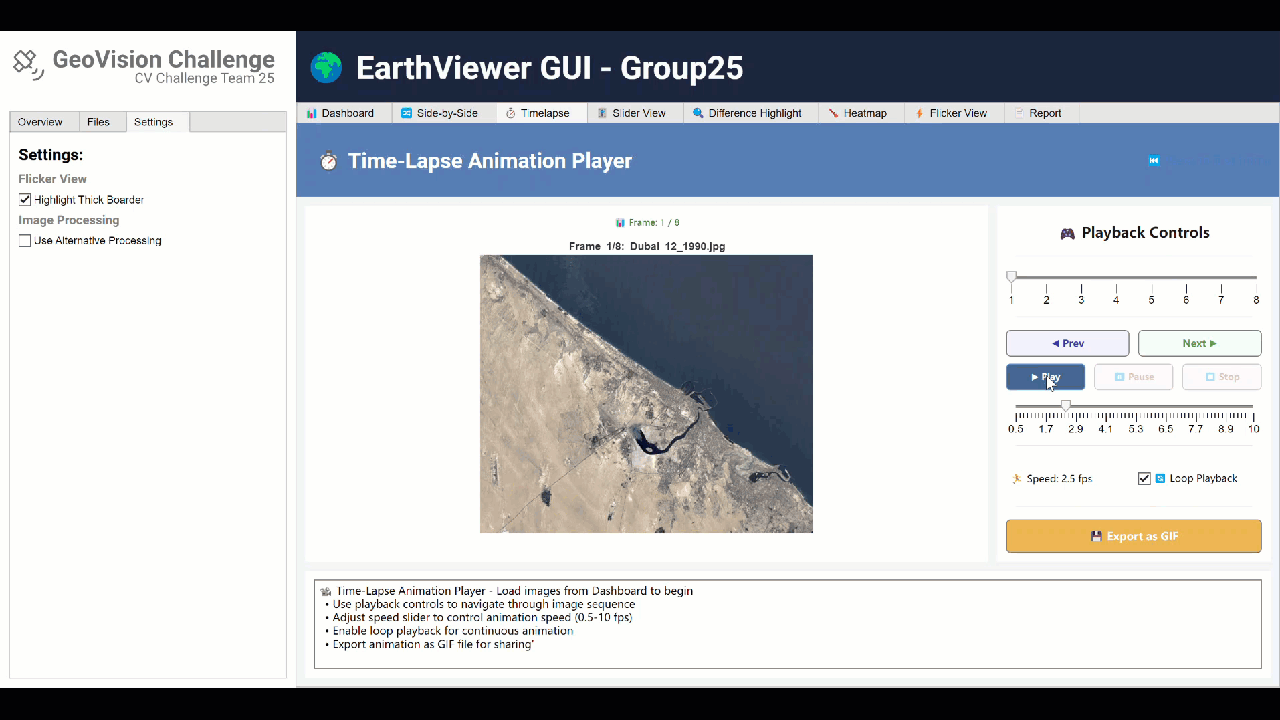 GeoVision Challenge
CV Challenge Team 25
EarthViewer GUI - Group25
Overview Files Settings
Dashboard Side-by-Side Timelapse Slider View Difference Highlight Heatmap Flicker View Report
Settings:
Flicker View
Highlight Thick Boarder
Image Processing
Use Alternative Processing
Time-Lapse Animation Player
Frame: 1 / 8
Frame 1/8: Dubai 12_1990.jpg
Playback Controls
1 2 3 4 5 6 7 8
◀ Prev Next ▶
▶ Play Pause Stop
0.5 1.7 2.9 4.1 5.3 6.5 7.7 8.9 10
Speed: 2.5 fps Loop Playback
Export as GIF
Time-Lapse Animation Player - Load images from Dashboard to begin
• Use playback controls to navigate through image sequence
• Adjust speed slider to control animation speed (0.5-10 fps)
• Enable loop playback for continuous animation
• Export animation as GIF file for sharing'